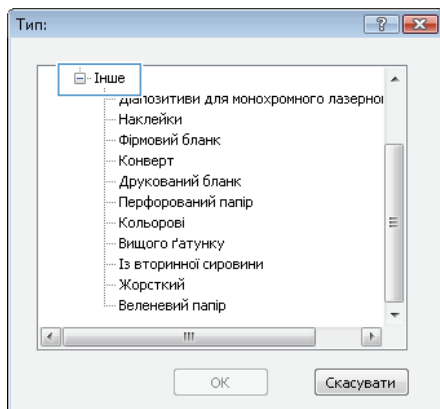 Тип:
Інше
Діапозитиви для монохромного лазерног
Наклейки
Фірмовий бланк
Конверт
Друкований бланк
Перфорований папір
Кольорові
Вищого ґатунку
Із вторинної сировини
Жорсткий
Веленевий папір
OK
Скасувати